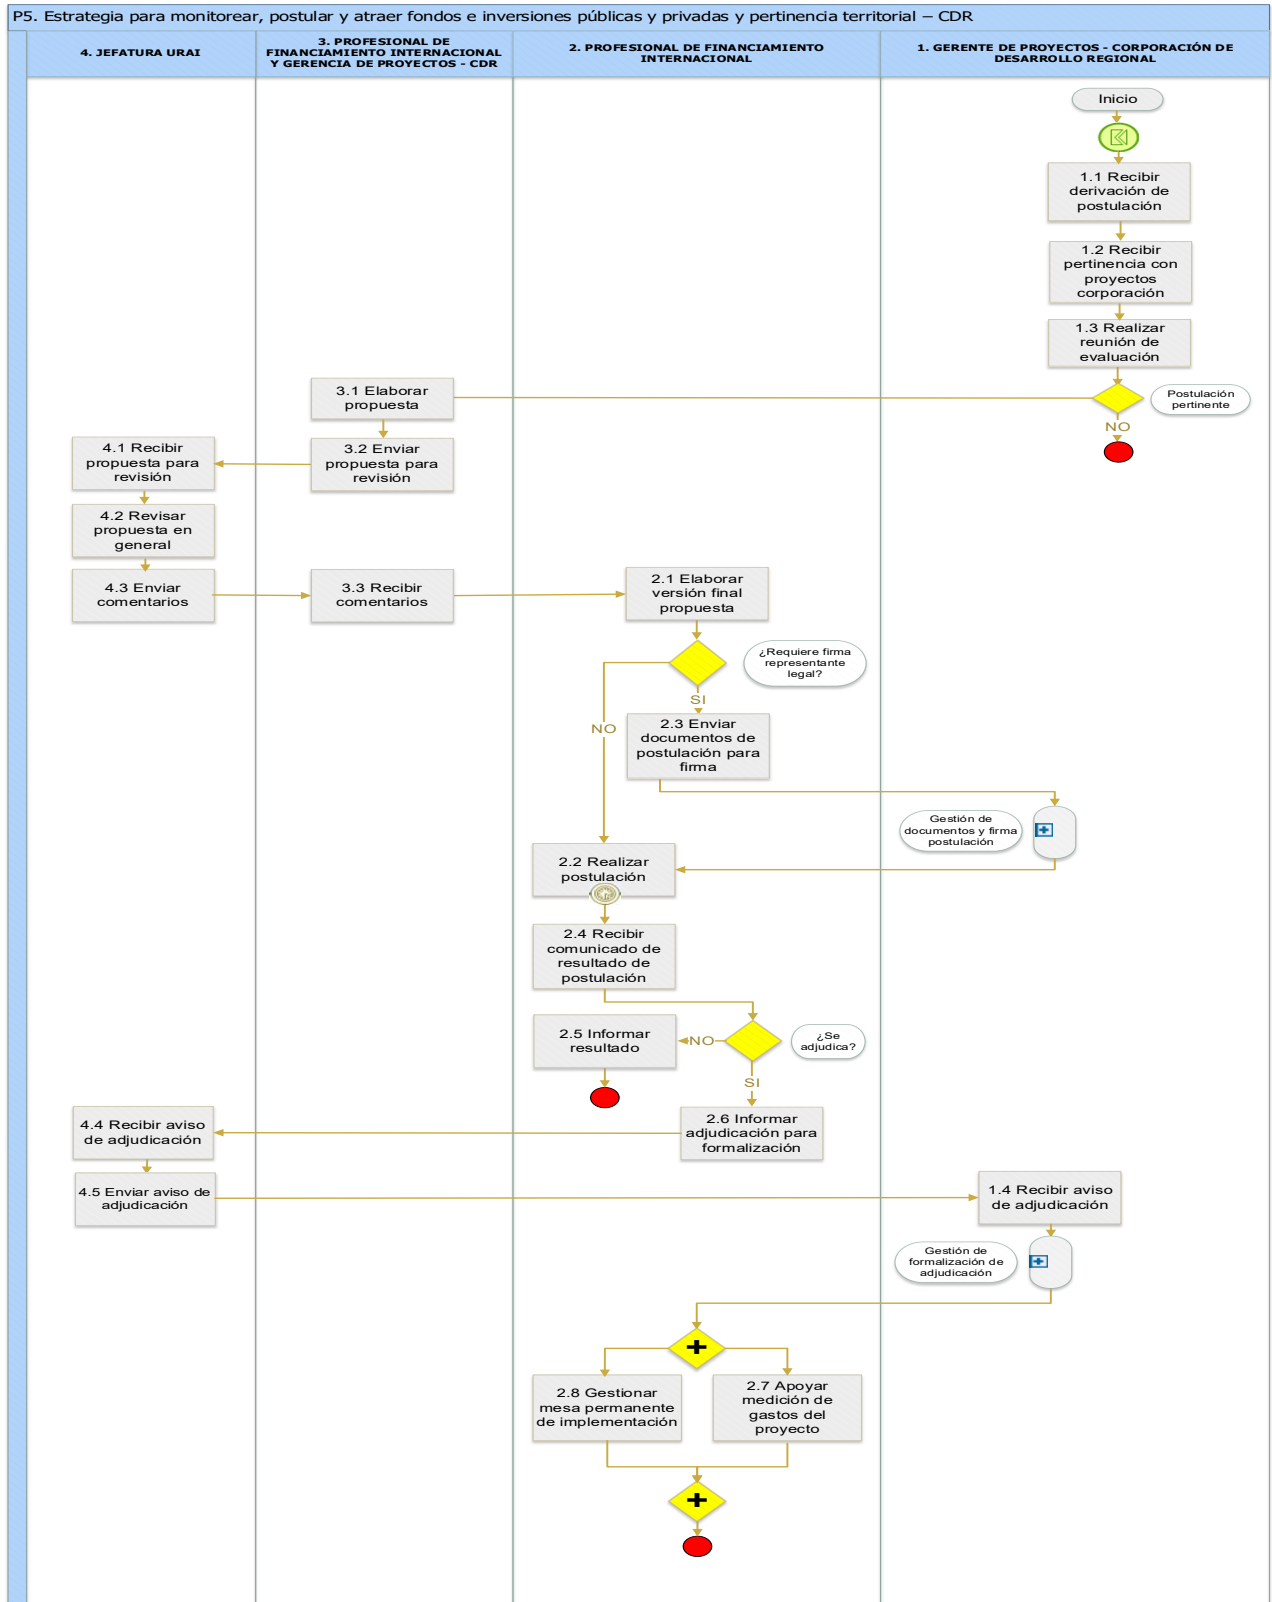 P5. Estrategia para monitorear, postular y atraer fondos e inversiones públicas y privadas y pertinencia territorial – CDR
4. JEFATURA URAI
3. PROFESIONAL DE
FINANCIAMIENTO INTERNACIONAL
Y GERENCIA DE PROYECTOS - CDR
2. PROFESIONAL DE FINANCIAMIENTO
INTERNACIONAL
1. GERENTE DE PROYECTOS - CORPORACIÓN DE
DESARROLLO REGIONAL
Inicio
1.1 Recibir
derivación de
postulación
1.2 Recibir
pertinencia con
proyectos
corporación
1.3 Realizar
reunión de
evaluación
Postulación
pertinente
NO
3.1 Elaborar
propuesta
3.2 Enviar
propuesta para
revisión
4.1 Recibir
propuesta para
revisión
4.2 Revisar
propuesta en
general
4.3 Enviar
comentarios
3.3 Recibir
comentarios
2.1 Elaborar
versión final
propuesta
¿Requiere firma
representante
legal?
SI
NO
2.3 Enviar
documentos de
postulación para
firma
Gestión de
documentos y firma
postulación
2.2 Realizar
postulación
2.4 Recibir
comunicado de
resultado de
postulación
¿Se
adjudica?
NO
2.5 Informar
resultado
SI
2.6 Informar
adjudicación para
formalización
4.4 Recibir aviso
de adjudicación
4.5 Enviar aviso de
adjudicación
1.4 Recibir aviso
de adjudicación
Gestión de
formalización de
adjudicación
2.8 Gestionar
mesa permanente
de implementación
2.7 Apoyar
medición de
gastos del
proyecto